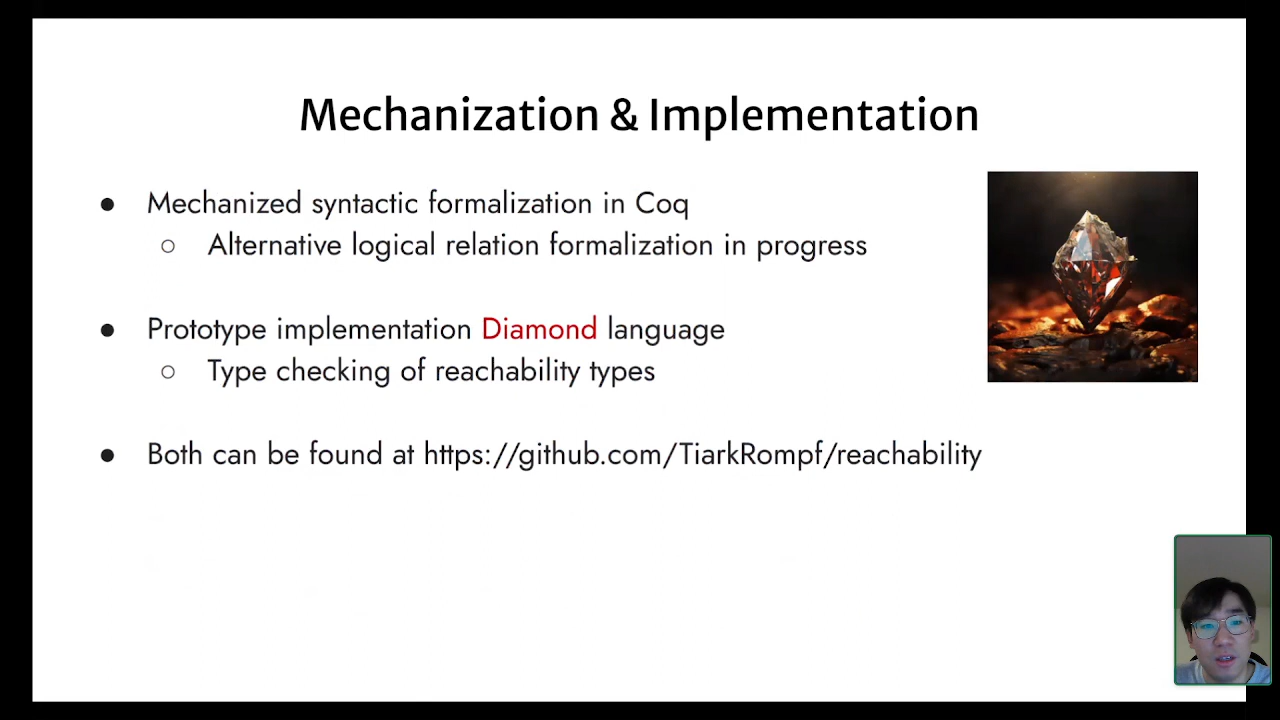 Mechanization & Implementation
● Mechanized syntactic formalization in Coq
○ Alternative logical relation formalization in progress
● Prototype implementation Diamond language
○ Type checking of reachability types
● Both can be found at https://github.com/TiarkRompf/reachability